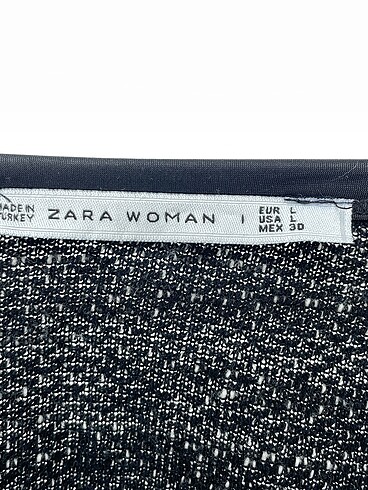 MADE IN
TURKEY
ZARA WOMAN
EUR L
USA L
MEX 30